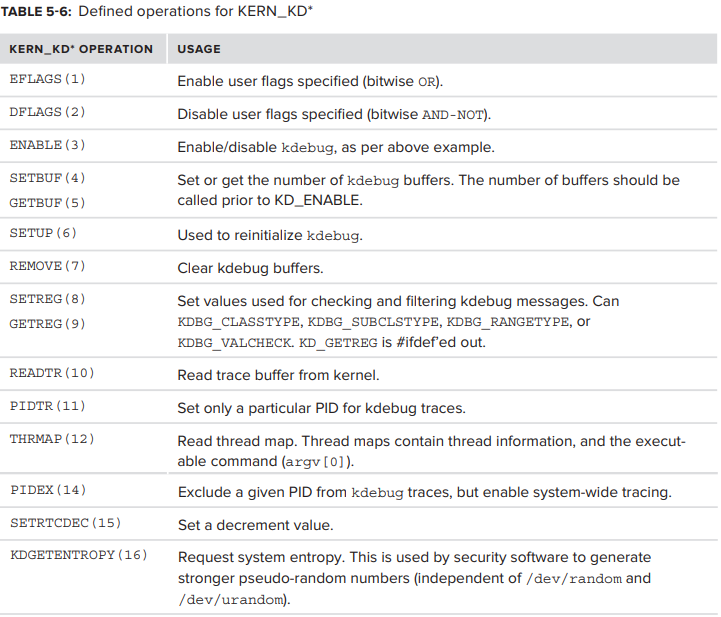 TABLE 5-6: Defined operations for KERN_KD*
KERN_KD* OPERATION USAGE
EFLAGS(1) Enable user flags specified (bitwise OR).
DFLAGS(2) Disable user flags specified (bitwise AND-NOT).
ENABLE(3) Enable/disable kdebug, as per above example.
SETBUF(4) Set or get the number of kdebug buffers. The number of buffers should be
GETBUF(5) called prior to KD_ENABLE.
SETUP(6) Used to reinitialize kdebug.
REMOVE(7) Clear kdebug buffers.
SETREG(8) Set values used for checking and filtering kdebug messages. Can
GETREG(9) KDBG_CLASSTYPE, KDBG_SUBCLSTYPE, KDBG_RANGETYPE, or
KDBG_VALCHECK. KD_GETREG is #ifdef'ed out.
READTR(10) Read trace buffer from kernel.
PIDTR(11) Set only a particular PID for kdebug traces.
THRMAP(12) Read thread map. Thread maps contain thread information, and the execut-
able command (argv[0]).
PIDEX(14) Exclude a given PID from kdebug traces, but enable system-wide tracing.
SETRTCDEC(15) Set a decrement value.
KDGETENTROPY(16) Request system entropy. This is used by security software to generate
stronger pseudo-random numbers (independent of /dev/random and
/dev/urandom).